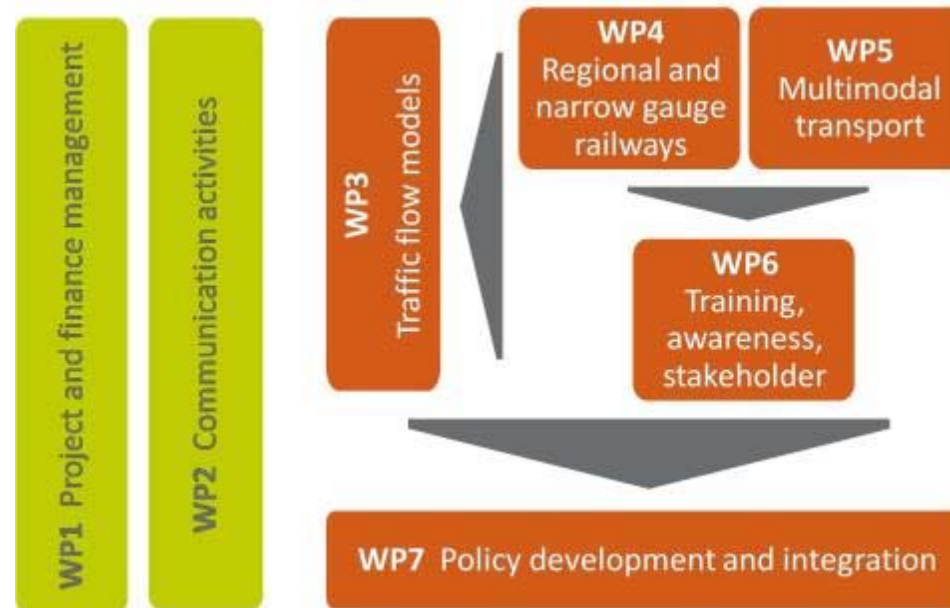 WP1 Project and finance management
WP2 Communication activities
WP3
Traffic flow models
WP4
Regional and
narrow gauge
railways
WP5
Multimodal
transport
WP6
Training,
awareness,
stakeholder
WP7 Policy development and integration